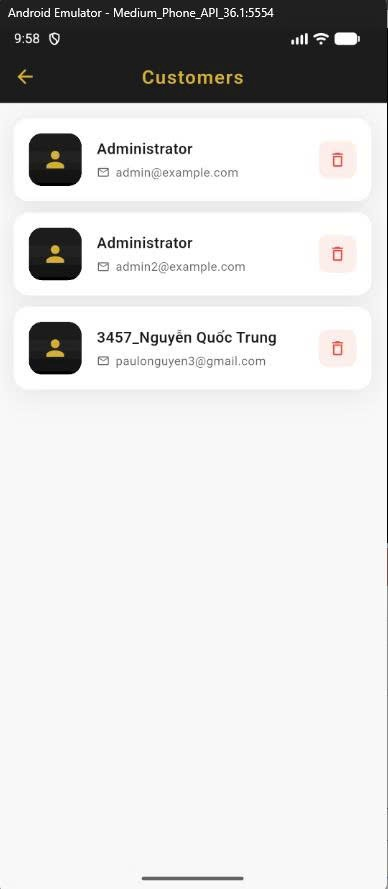 Android Emulator - Medium_Phone_API_36.1:5554
9:58
Customers
Administrator
admin@example.com
Administrator
admin2@example.com
3457_Nguyễn Quốc Trung
paulonguyen3@gmail.com